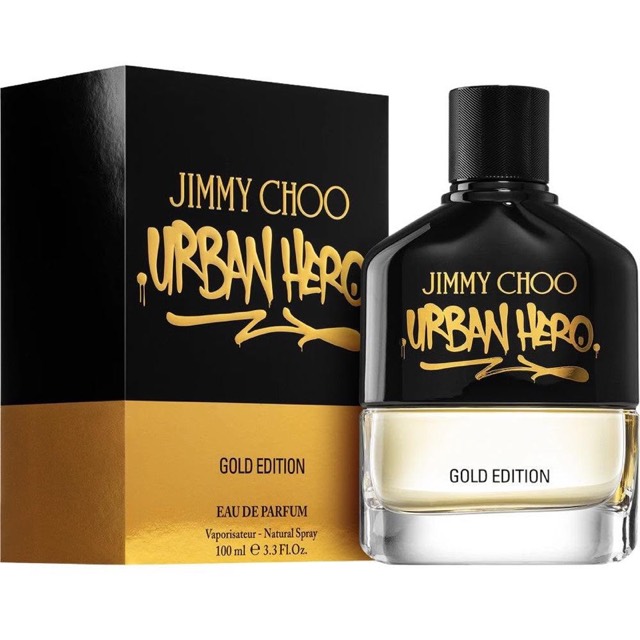 JIMMY CHOO
URBAN HERO
GOLD EDITION
EAU DE PARFUM
Vaporisateur - Natural Spray
100 ml ℮ 3.3 Fl.Oz.
JIMMY CHOO
URBAN HERO
GOLD EDITION